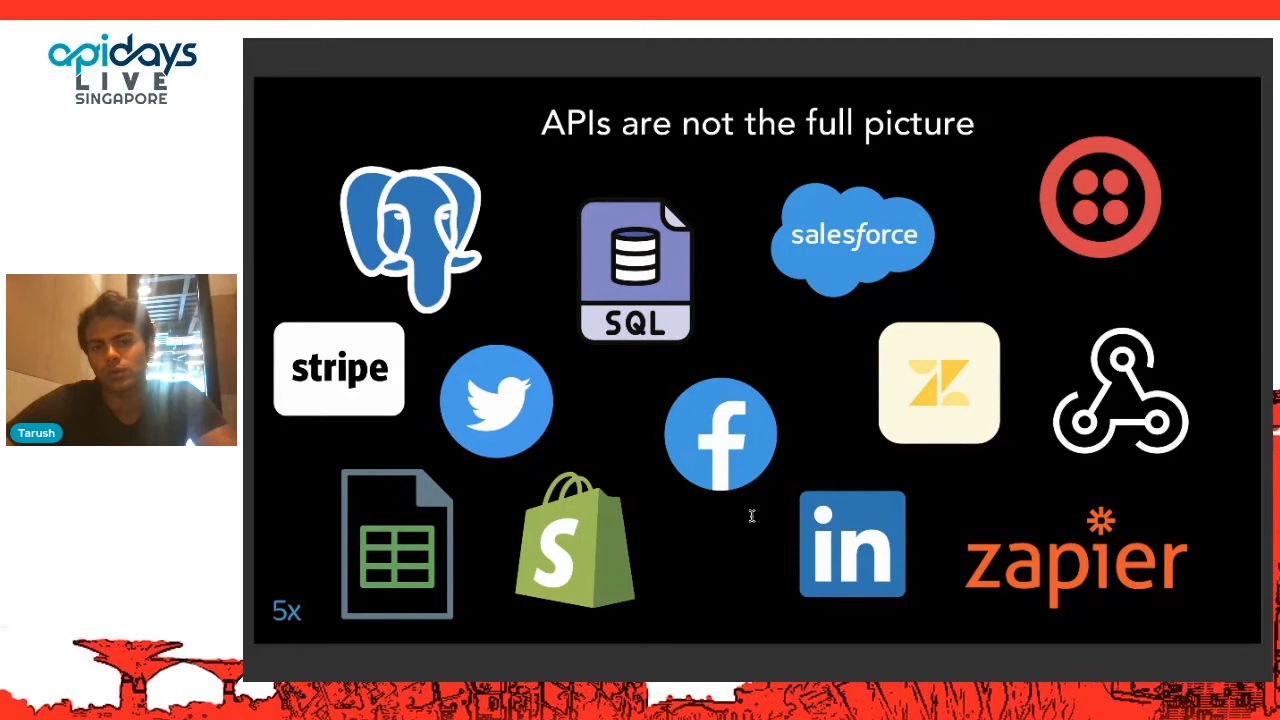 apidays
LIVE
SINGAPORE
APIs are not the full picture
salesforce
SQL
stripe
Tarush
in
zapier
5x